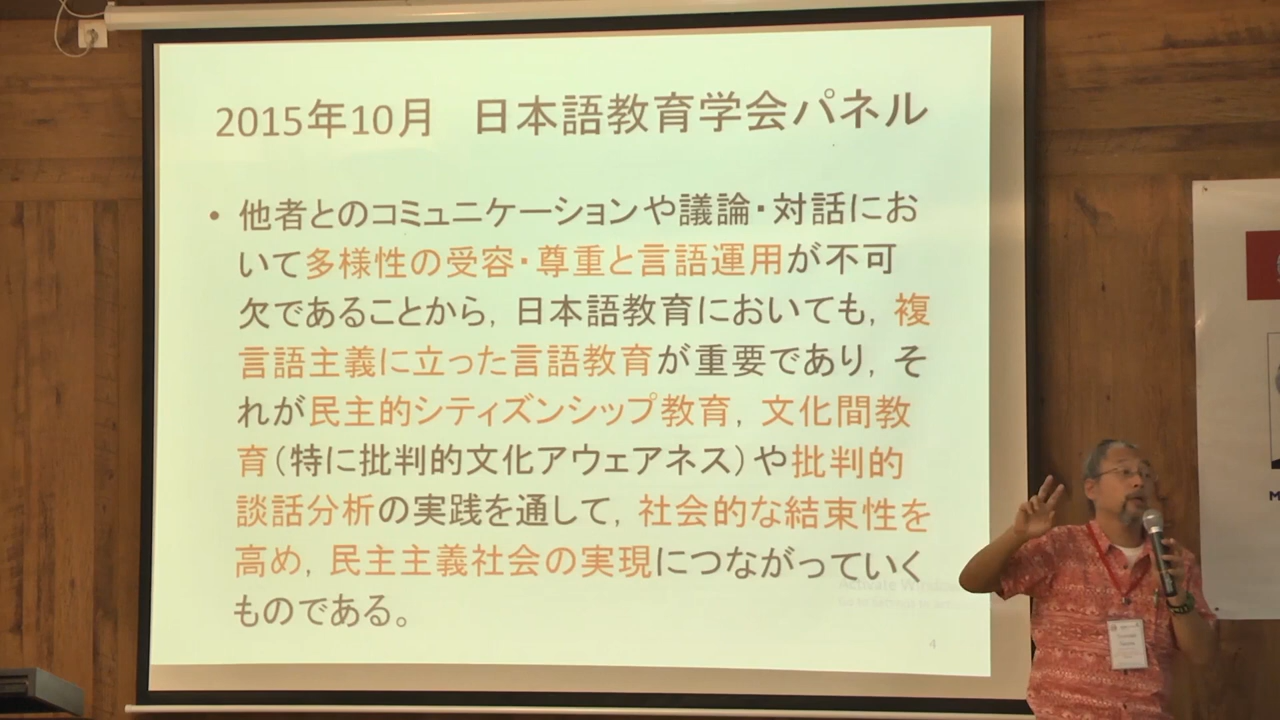 2015年10月　日本語教育学会パネル
• 他者とのコミュニケーションや議論・対話にお
いて多様性の受容・尊重と言語運用が不可
欠であることから, 日本語教育においても, 複
言語主義に立った言語教育が重要であり, そ
れが民主的シティズンシップ教育, 文化間教
育(特に批判的文化アウェアネス)や批判的
談話分析の実践を通して, 社会的な結束性を
高め, 民主主義社会の実現につながっていく
ものである。
Activate Windows
4
M